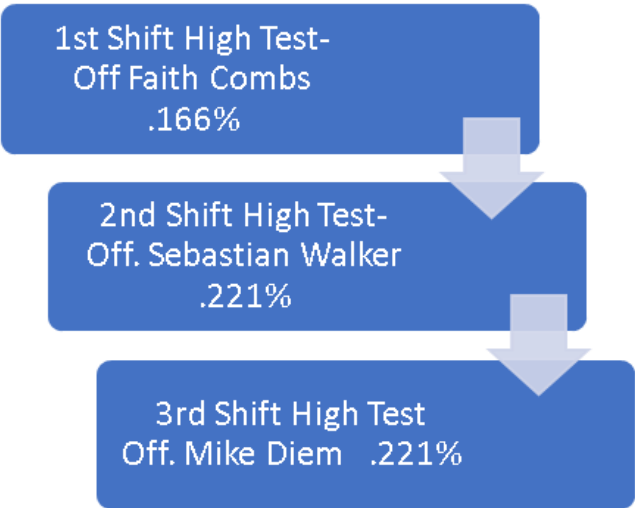 1st Shift High Test-
Off Faith Combs
.166%
2nd Shift High Test-
Off. Sebastian Walker
.221%
3rd Shift High Test
Off. Mike Diem .221%